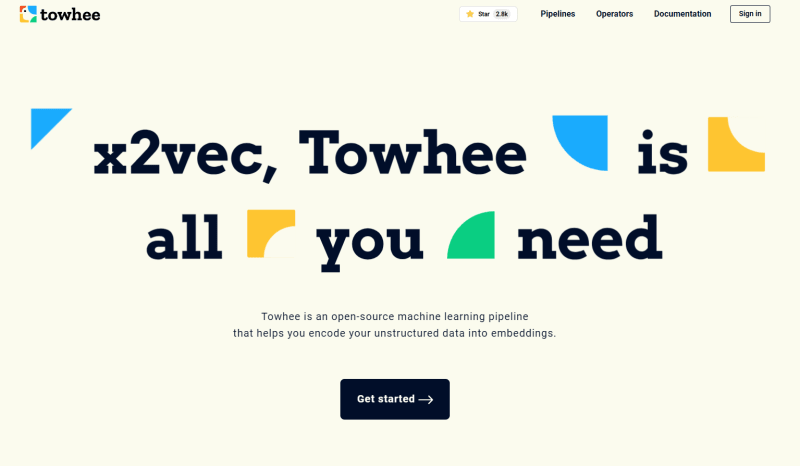 towhee
Star 2.8k
Pipelines
Operators
Documentation
Sign in
x2vec, Towhee is
all you need
Towhee is an open-source machine learning pipeline
that helps you encode your unstructured data into embeddings.
Get started →